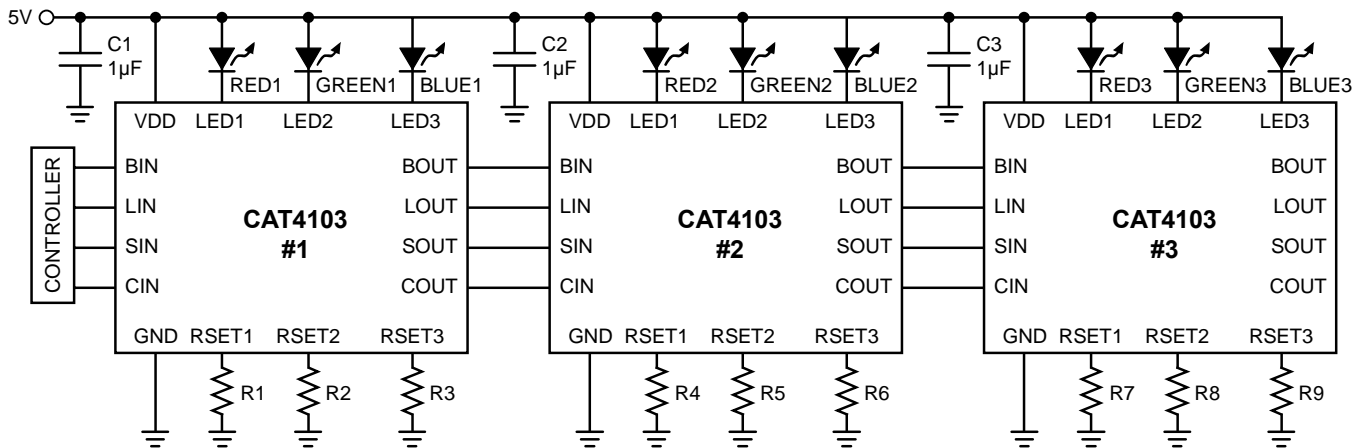 5V
C1
1µF
C2
1µF
C3
1µF
RED1
GREEN1
BLUE1
RED2
GREEN2
BLUE2
RED3
GREEN3
BLUE3
VDD
LED1
LED2
LED3
VDD
LED1
LED2
LED3
VDD
LED1
LED2
LED3
CONTROLLER
BIN
BOUT
BIN
BOUT
BIN
BOUT
LIN
LOUT
LIN
LOUT
LIN
LOUT
CAT4103
#1
CAT4103
#2
CAT4103
#3
SIN
SOUT
SIN
SOUT
SIN
SOUT
CIN
COUT
CIN
COUT
CIN
COUT
GND
RSET1
RSET2
RSET3
GND
RSET1
RSET2
RSET3
GND
RSET1
RSET2
RSET3
R1
R2
R3
R4
R5
R6
R7
R8
R9